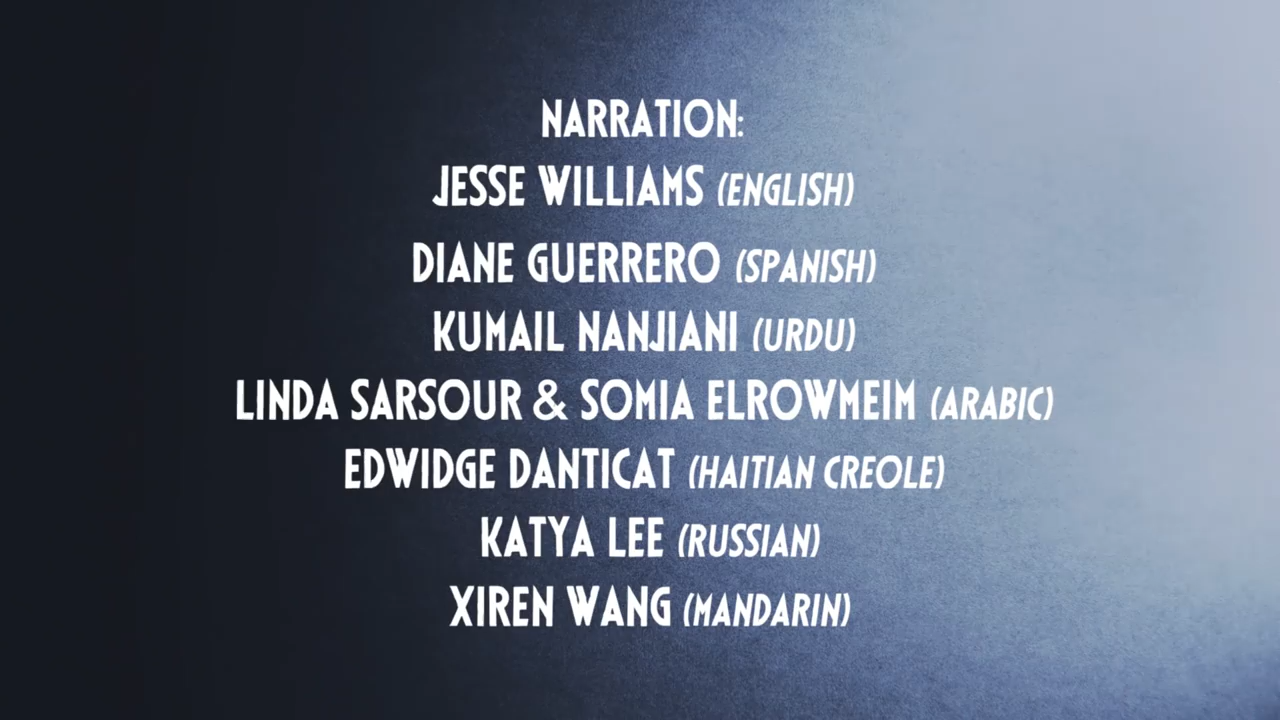 NARRATION:
JESSE WILLIAMS (ENGLISH)
DIANE GUERRERO (SPANISH)
KUMAIL NANJIANI (URDU)
LINDA SARSOUR & SOMIA ELROWMEIM (ARABIC)
EDWIDGE DANTICAT (HAITIAN CREOLE)
KATYA LEE (RUSSIAN)
XIREN WANG (MANDARIN)